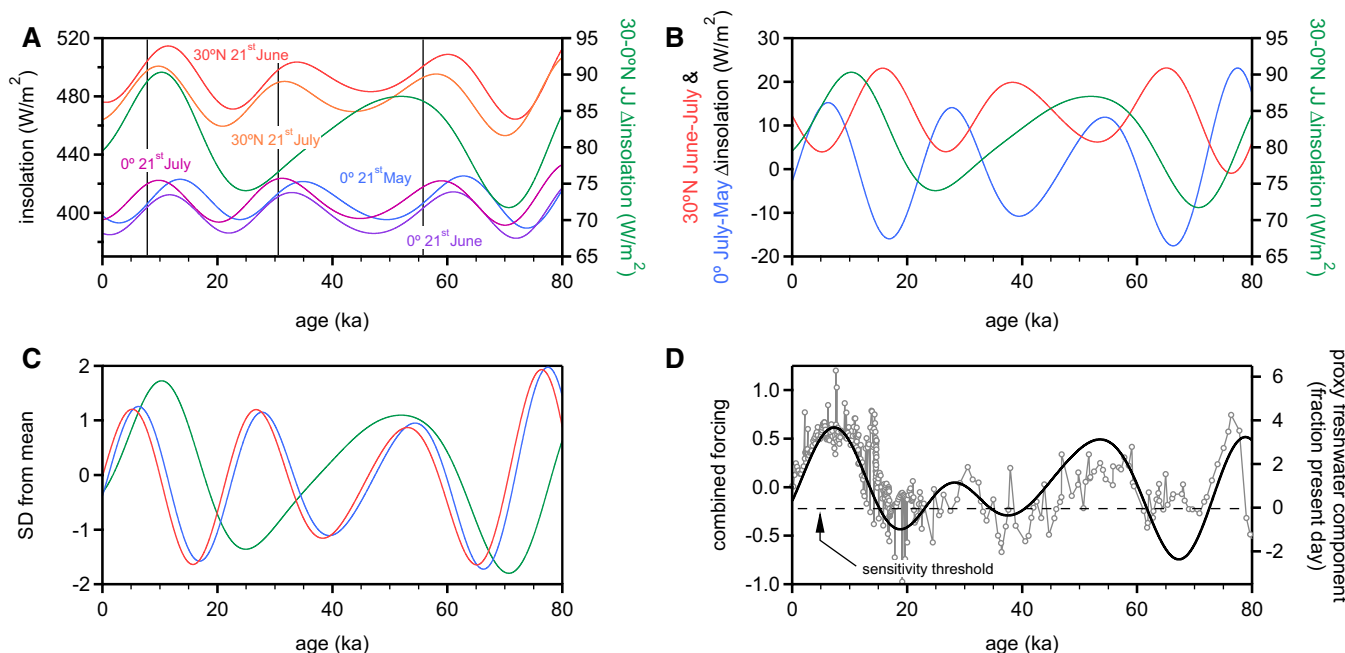 A
520
480
440
400
insolation (W/m2)
30ºN 21st June
30ºN 21st July
0º 21st July
0º 21st May
0º 21st June
95
90
85
80
75
70
65
30-0ºN JJ Δinsolation (W/m2)
0 20 40 60 80
age (ka)
B
30
20
10
0
-10
-20
30ºN June-July &
0º July-May Δinsolation (W/m2)
95
90
85
80
75
70
65
30-0ºN JJ Δinsolation (W/m2)
0 20 40 60 80
age (ka)
C
2
1
0
-1
-2
SD from mean
0 20 40 60 80
age (ka)
D
1.0
0.5
0.0
-0.5
-1.0
combined forcing
sensitivity threshold
6
4
2
0
-2
proxy freshwater component
(fraction present day)
0 20 40 60 80
age (ka)